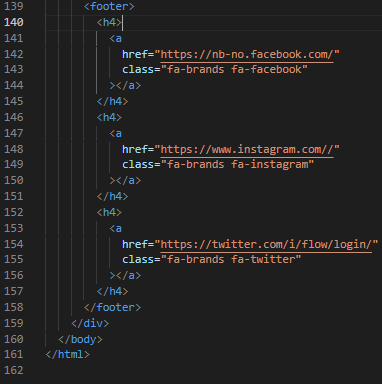 139 <footer>
140 <h4>
141 <a
142 href="https://nb-no.facebook.com/"
143 class="fa-brands fa-facebook"
144 ></a>
145 </h4>
146 <h4>
147 <a
148 href="https://www.instagram.com//"
149 class="fa-brands fa-instagram"
150 ></a>
151 </h4>
152 <h4>
153 <a
154 href="https://twitter.com/i/flow/login/"
155 class="fa-brands fa-twitter"
156 ></a>
157 </h4>
158 </footer>
159 </div>
160 </body>
161 </html>
162